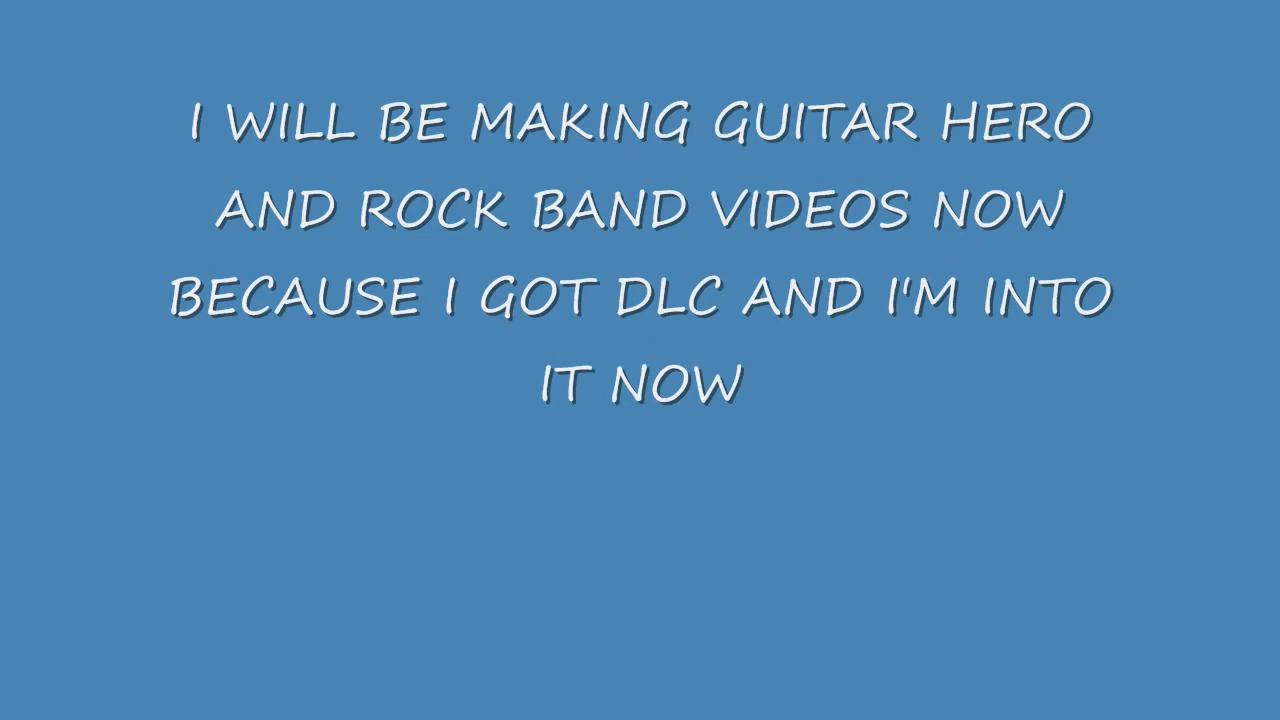 I WILL BE MAKING GUITAR HERO
AND ROCK BAND VIDEOS NOW
BECAUSE I GOT DLC AND I'M INTO
IT NOW